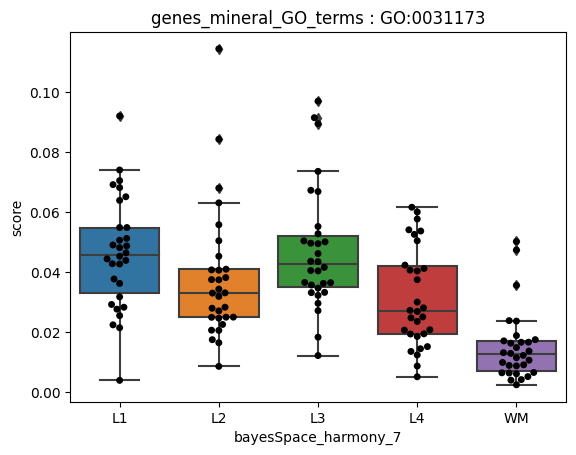 genes_mineral_GO_terms : GO:0031173
score
0.10
0.08
0.06
0.04
0.02
0.00
L1 L2 L3 L4 WM
bayesSpace_harmony_7